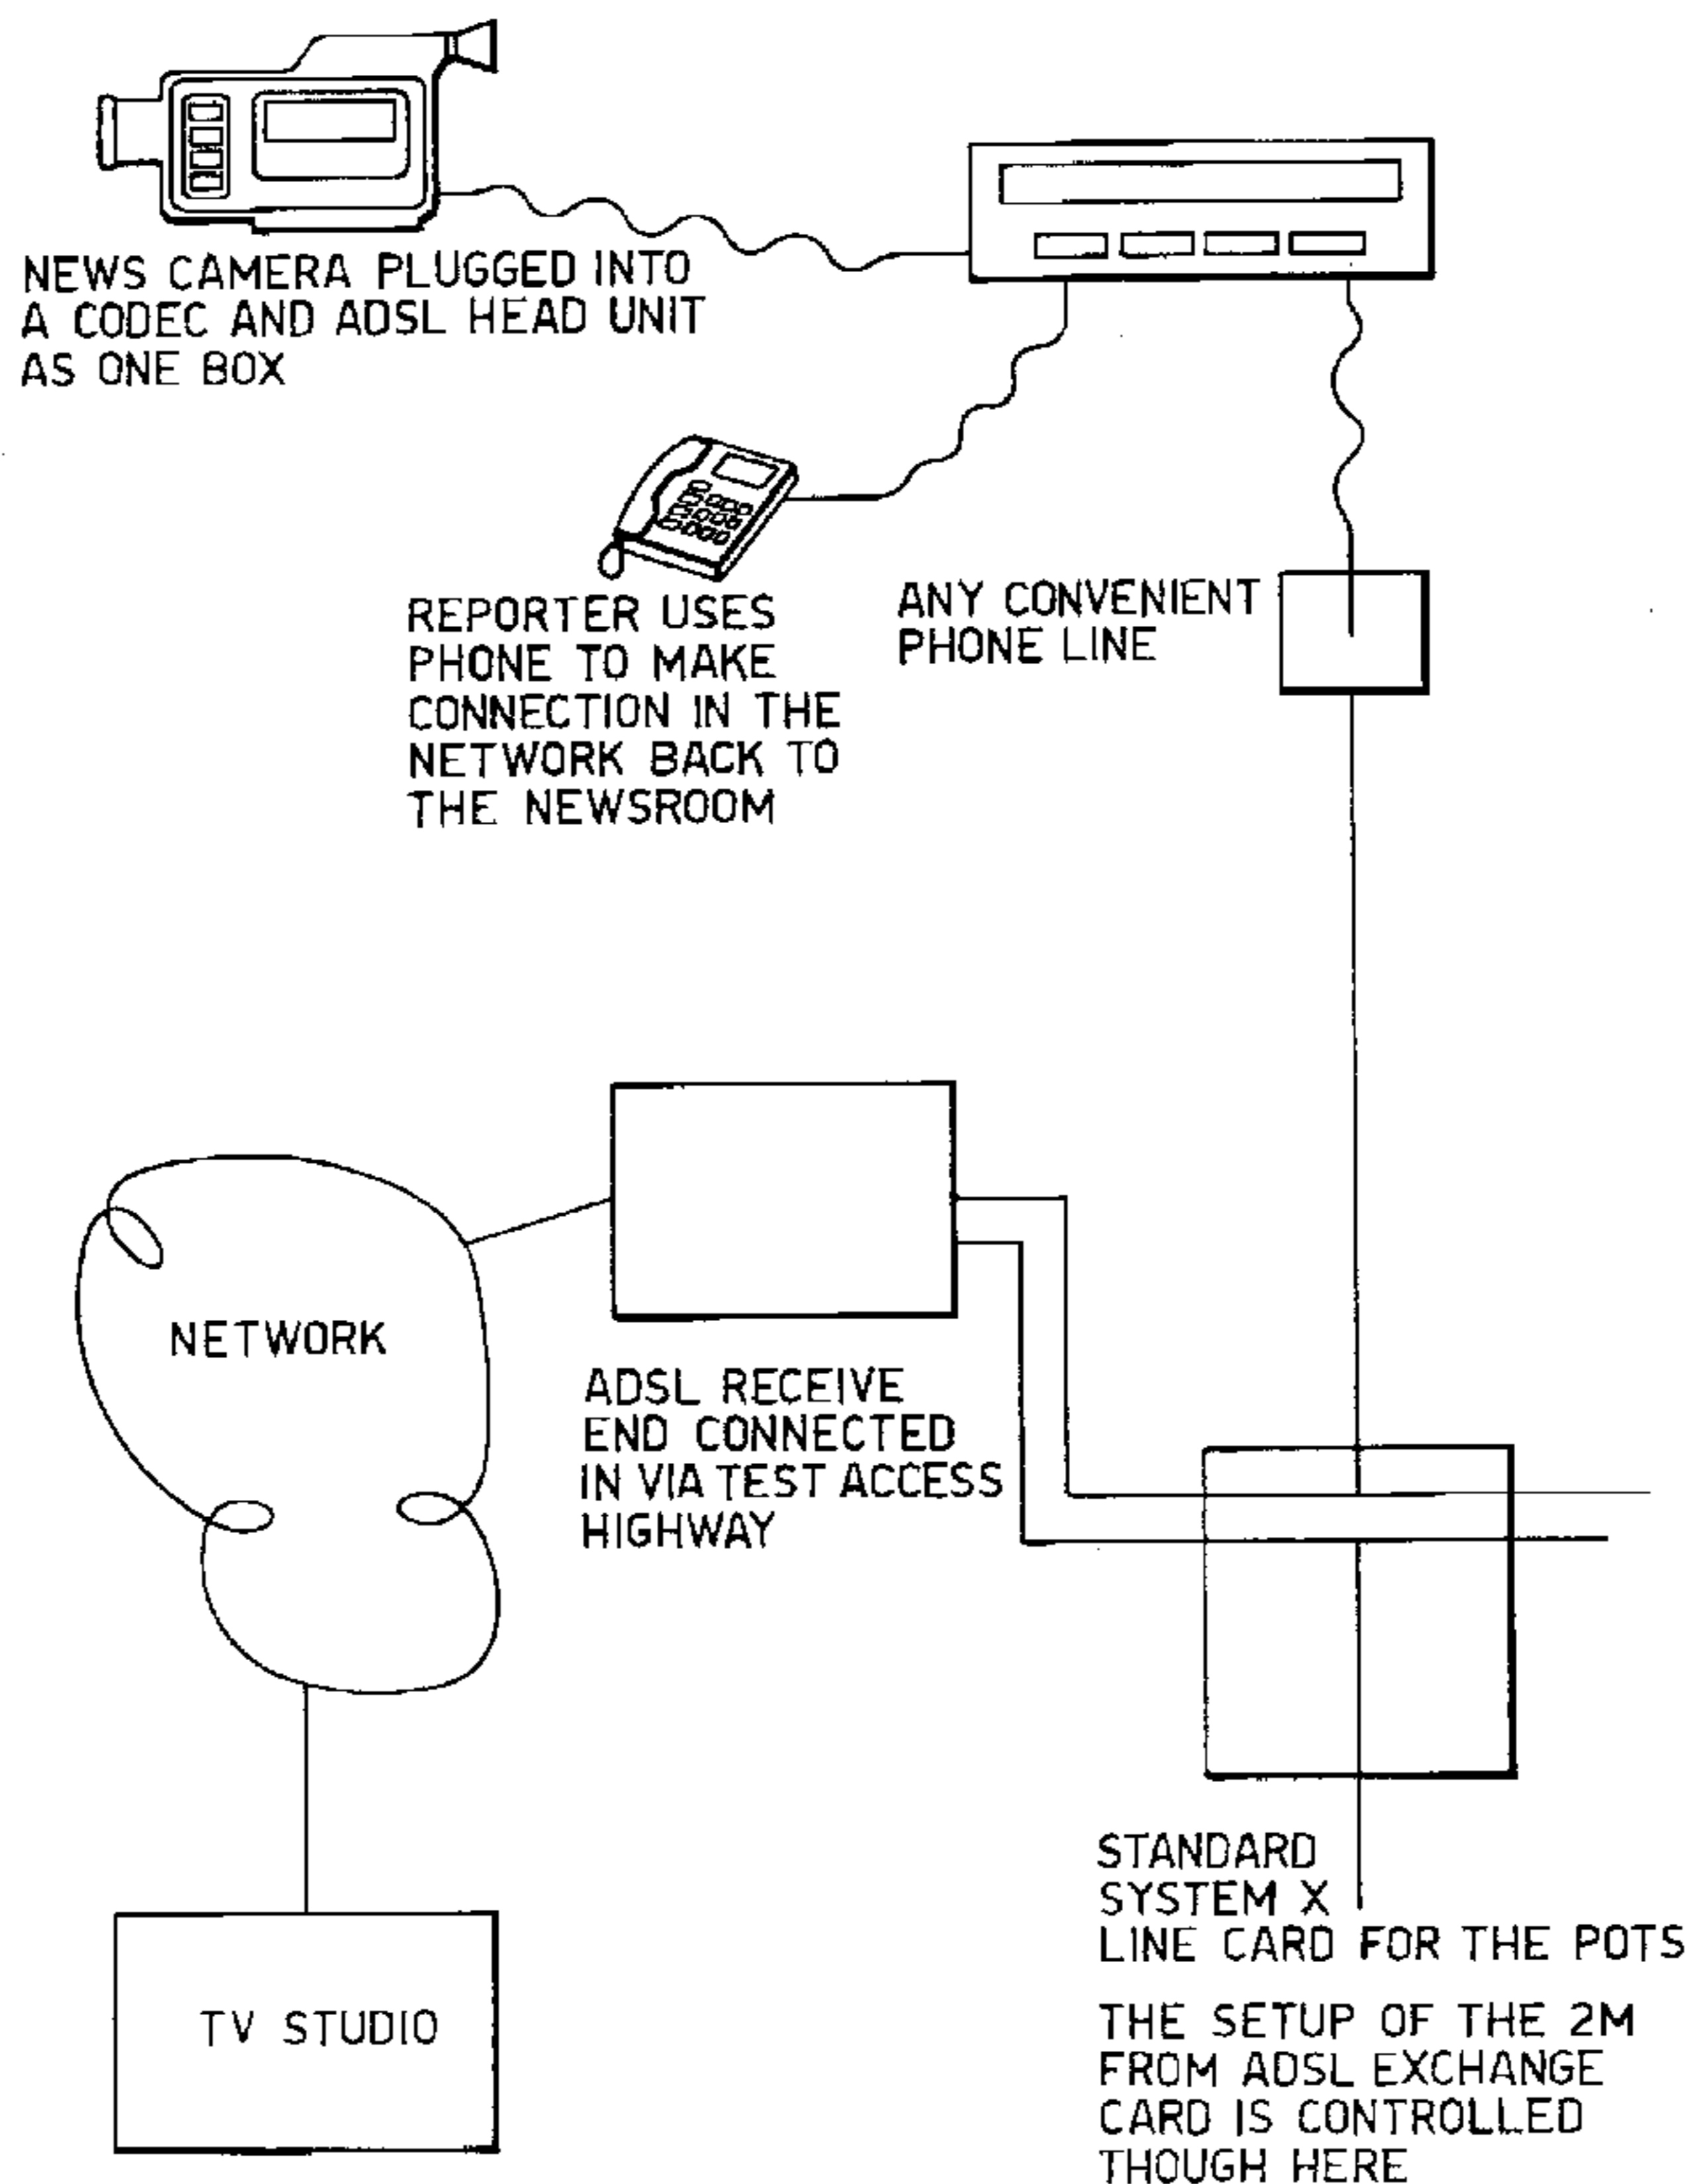 NEWS CAMERA PLUGGED INTO
A CODEC AND ADSL HEAD UNIT
AS ONE BOX
REPORTER USES
PHONE TO MAKE
CONNECTION IN THE
NETWORK BACK TO
THE NEWSROOM
ANY CONVENIENT
PHONE LINE
NETWORK
ADSL RECEIVE
END CONNECTED
IN VIA TEST ACCESS
HIGHWAY
TV STUDIO
STANDARD
SYSTEM X
LINE CARD FOR THE POTS
THE SETUP OF THE 2M
FROM ADSL EXCHANGE
CARD IS CONTROLLED
THOUGH HERE